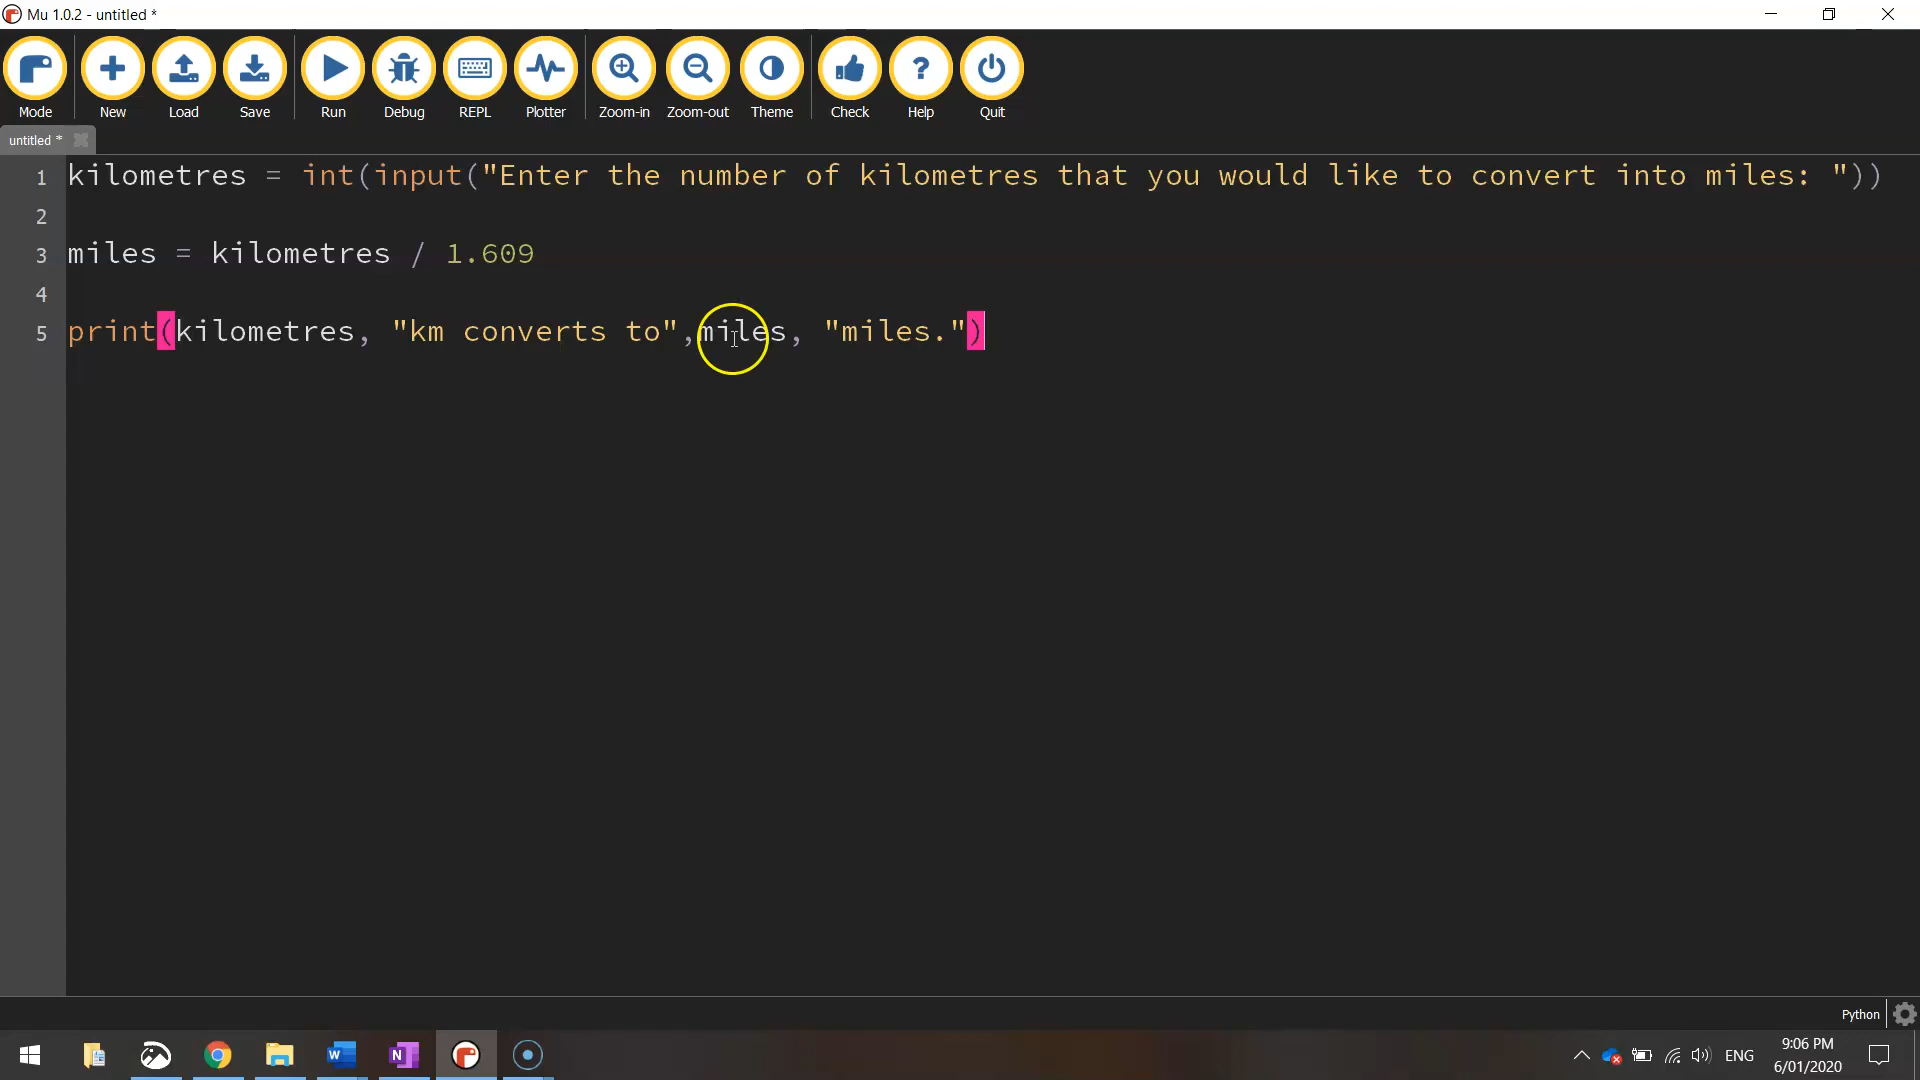 Mu 1.0.2 - untitled *
Mode New Load Save Run Debug REPL Plotter Zoom-in Zoom-out Theme Check Help Quit
untitled *
1 kilometres = int(input("Enter the number of kilometres that you would like to convert into miles: "))
2
3 miles = kilometres / 1.609
4
5 print(kilometres, "km converts to",miles, "miles.")
Python
ENG
9:06 PM
6/01/2020